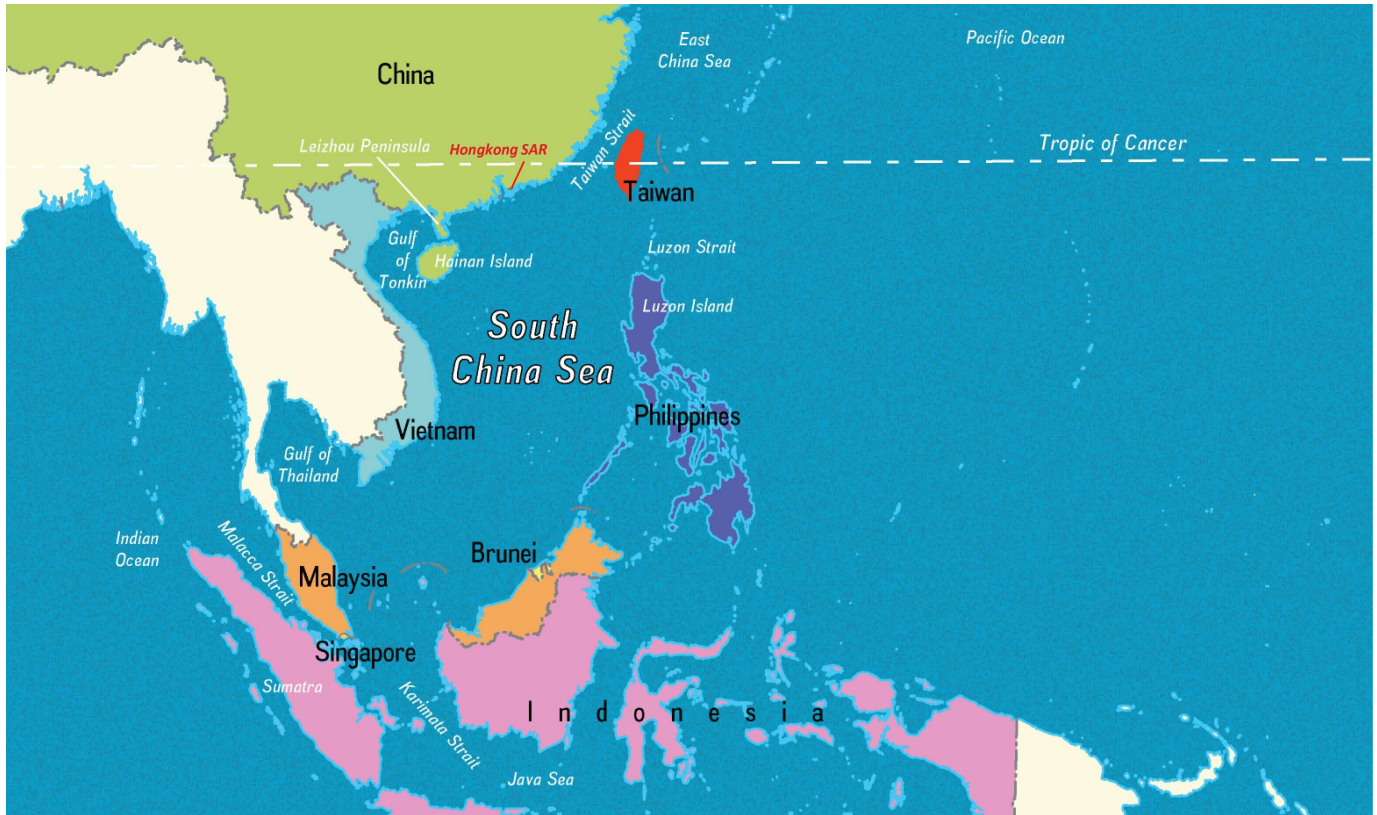 East
China Sea
Pacific Ocean
China
Taiwan Strait
Leizhou Peninsula
Hongkong SAR
Tropic of Cancer
Taiwan
Gulf
of
Tonkin
Hainan Island
Luzon Strait
Luzon Island
South
China Sea
Philippines
Vietnam
Gulf of
Thailand
Indian
Ocean
Malacca Strait
Malaysia
Brunei
Singapore
Sumatra
Karimata Strait
Indonesia
Java Sea